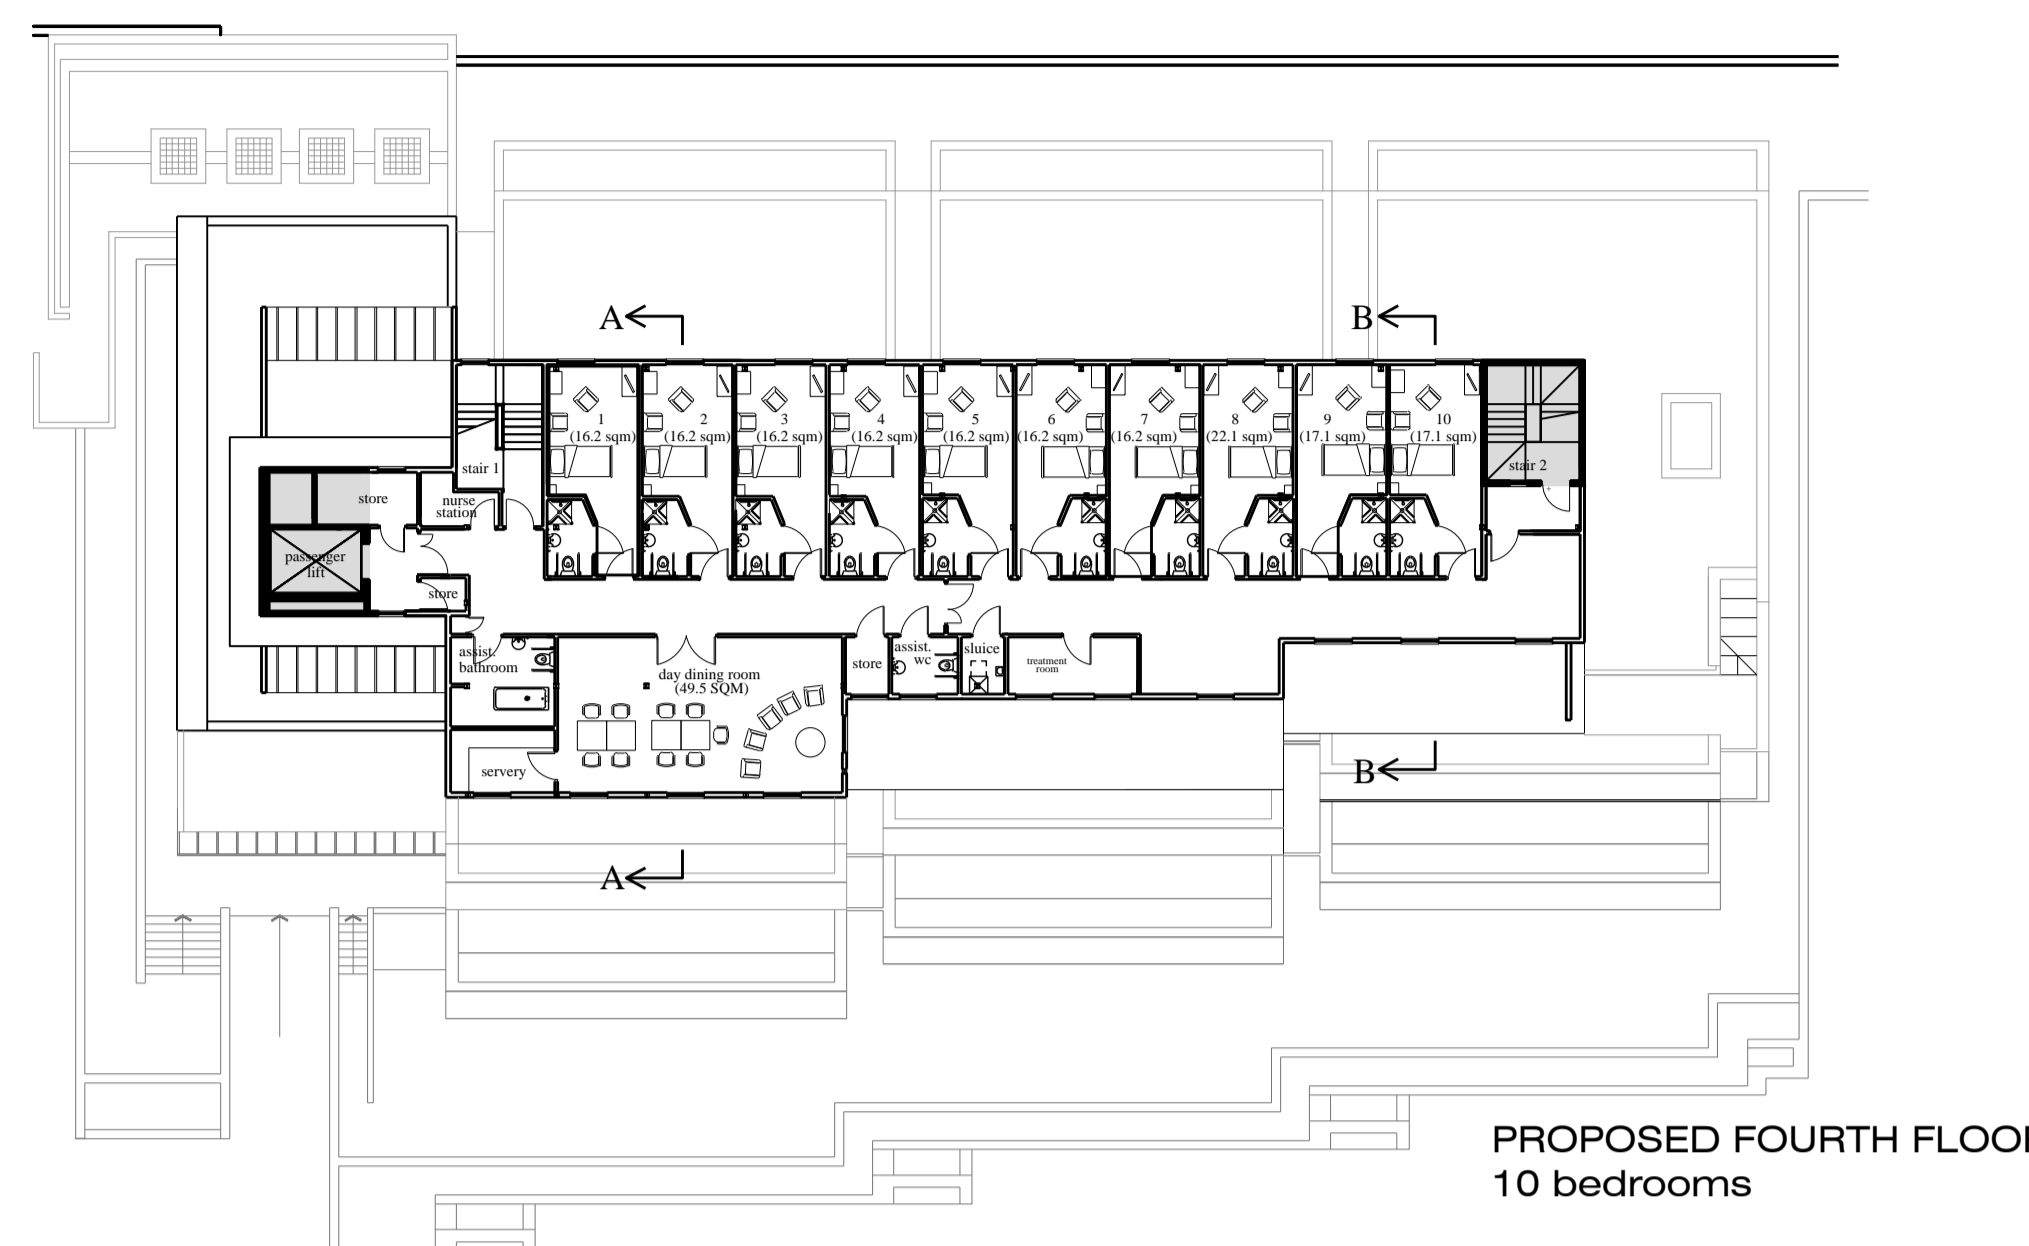 A
B
1
(16.2 sqm)
2
(16.2 sqm)
3
(16.2 sqm)
4
(16.2 sqm)
5
(16.2 sqm)
6
(16.2 sqm)
7
(16.2 sqm)
8
(22.1 sqm)
9
(17.1 sqm)
10
(17.1 sqm)
stair 1
stair 2
store
nurse
station
passenger
lift
store
assist.
bathroom
day dining room
(49.5 SQM)
store
assist.
wc
sluice
treatment
room
servery
B
A
PROPOSED FOURTH FLOO
10 bedrooms